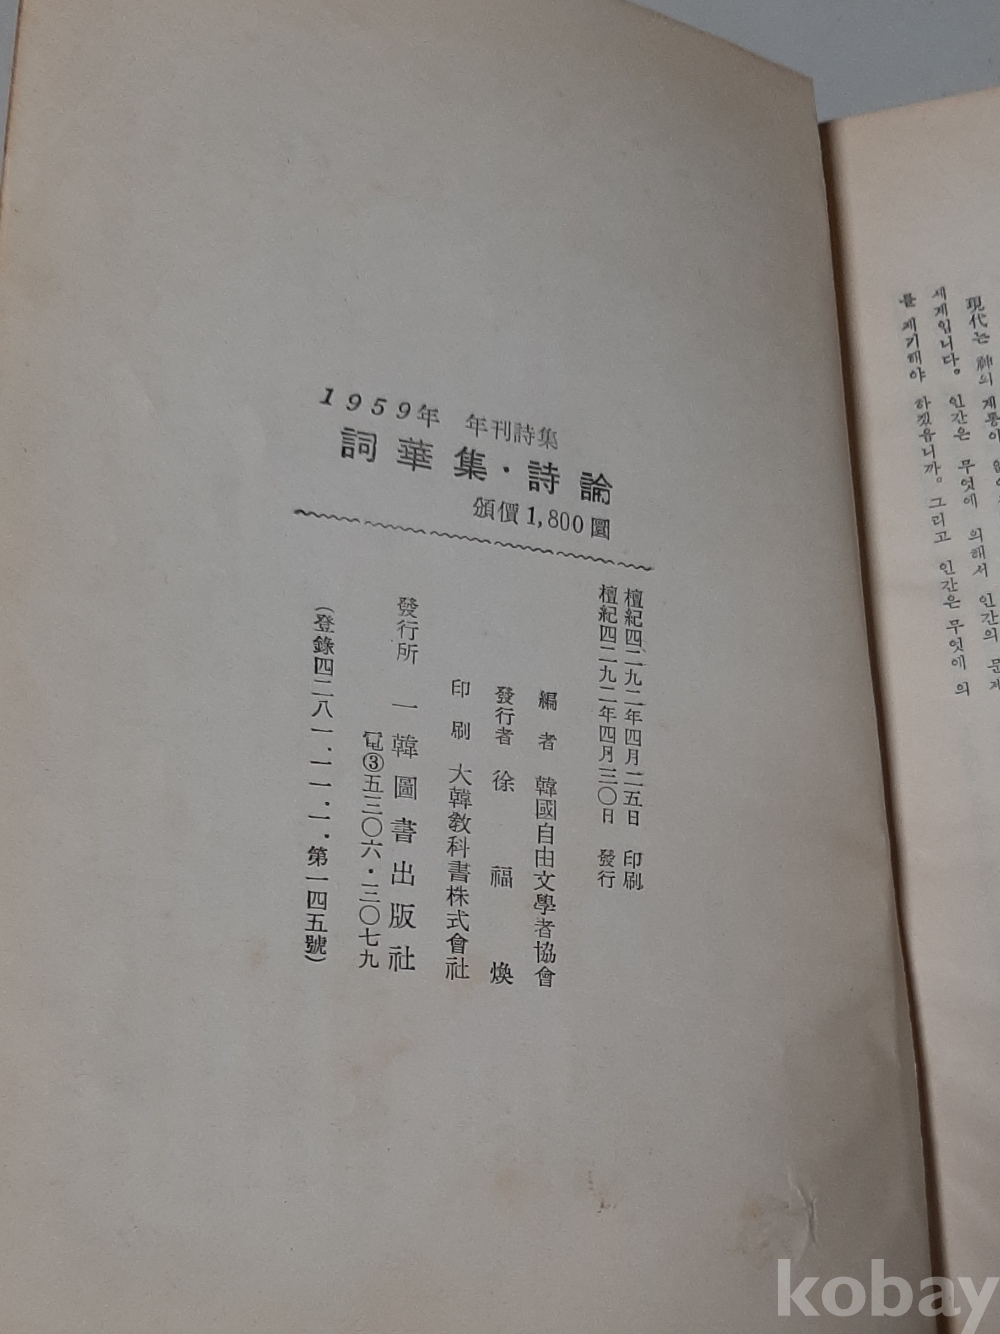 1959年 年刊詩集
詞華集·詩論
頒價 1,800 圜
檀紀四二九二年四月二五日 印刷
檀紀四二九二年四月三〇日 發行
編者 韓國自由文學者協會
發行者 徐福煥
印刷 大韓敎科書株式會社
發行所 一韓圖書出版社
電③五三〇六·三〇七九
(登錄四二八一.一一.一.第一四五號)
現代는 神의 계통이
세계입니다。 인간은 무엇에 의해서 인간의 문제
를 제기해야 하겠읍니까。 그리고 인간은 무엇에 의
kobay